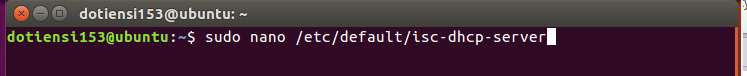 dotiensi153@ubuntu: ~
dotiensi153@ubuntu:~$ sudo nano /etc/default/isc-dhcp-server